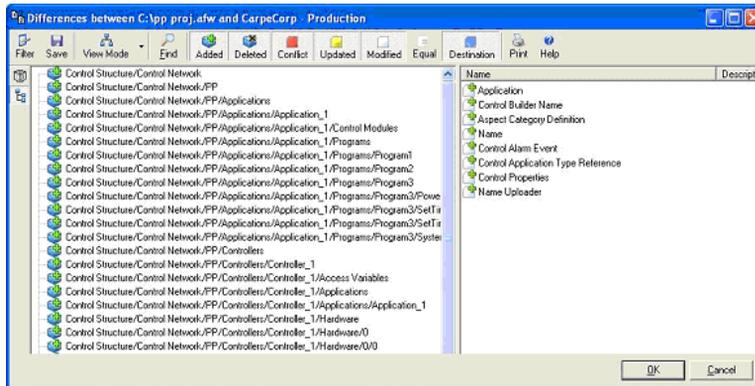 Differences between C:\pp proj.afw and CarpeCorp - Production
Filter Save View Mode Find Added Deleted Conflict Updated Modified Equal Destination Print Help
Control Structure/Control Network
Control Structure/Control Network/PP
Control Structure/Control Network/PP/Applications
Control Structure/Control Network/PP/Applications/Application_1
Control Structure/Control Network/PP/Applications/Application_1/Control Modules
Control Structure/Control Network/PP/Applications/Application_1/Programs
Control Structure/Control Network/PP/Applications/Application_1/Programs/Program1
Control Structure/Control Network/PP/Applications/Application_1/Programs/Program2
Control Structure/Control Network/PP/Applications/Application_1/Programs/Program3
Control Structure/Control Network/PP/Applications/Application_1/Programs/Program3/Powe
Control Structure/Control Network/PP/Applications/Application_1/Programs/Program3/SetTir
Control Structure/Control Network/PP/Applications/Application_1/Programs/Program3/SetTir
Control Structure/Control Network/PP/Applications/Application_1/Programs/Program3/System
Control Structure/Control Network/PP/Controllers
Control Structure/Control Network/PP/Controllers/Controller_1
Control Structure/Control Network/PP/Controllers/Controller_1/Access Variables
Control Structure/Control Network/PP/Controllers/Controller_1/Applications
Control Structure/Control Network/PP/Controllers/Controller_1/Applications/Application_1
Control Structure/Control Network/PP/Controllers/Controller_1/Hardware
Control Structure/Control Network/PP/Controllers/Controller_1/Hardware/0
Control Structure/Control Network/PP/Controllers/Controller_1/Hardware/0/0
Name Descript
Application
Control Builder Name
Aspect Category Definition
Name
Control Alarm Event
Control Application Type Reference
Control Properties
Name Uploader
OK Cancel